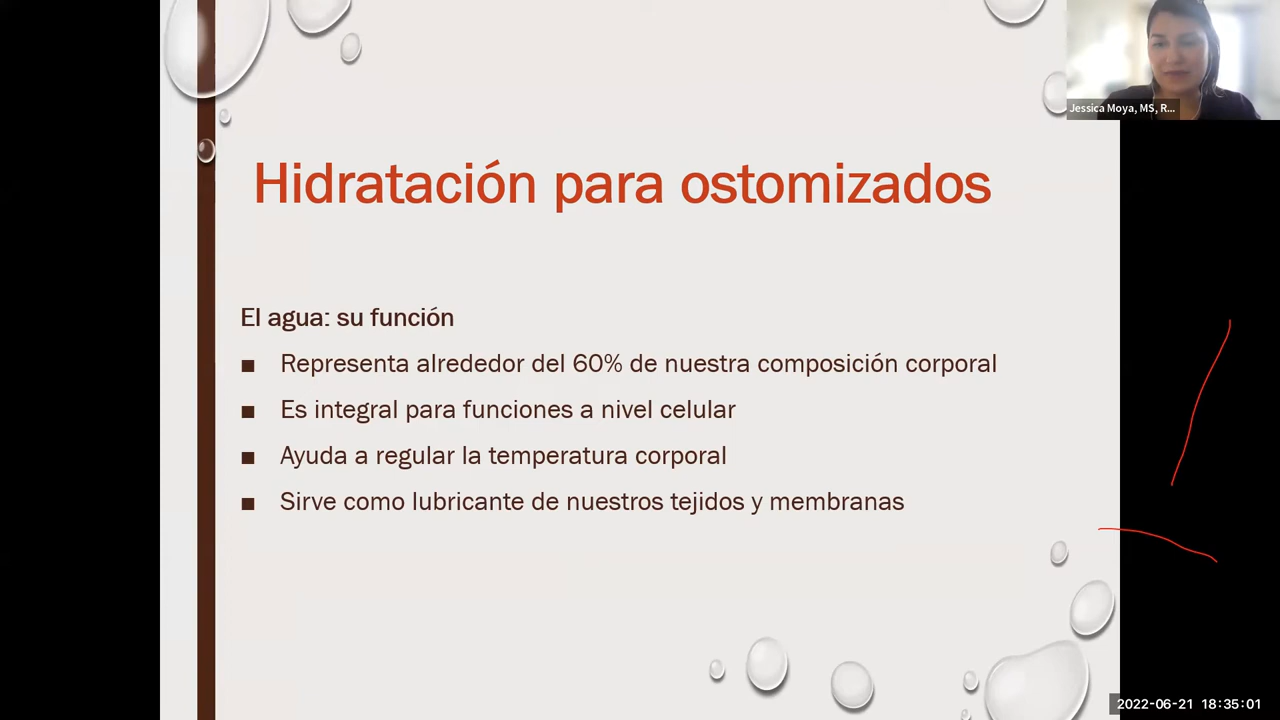 Jessica Moya, MS, R...
Hidratación para ostomizados
El agua: su función
■ Representa alrededor del 60% de nuestra composición corporal
■ Es integral para funciones a nivel celular
■ Ayuda a regular la temperatura corporal
■ Sirve como lubricante de nuestros tejidos y membranas
2022-06-21 18:35:01